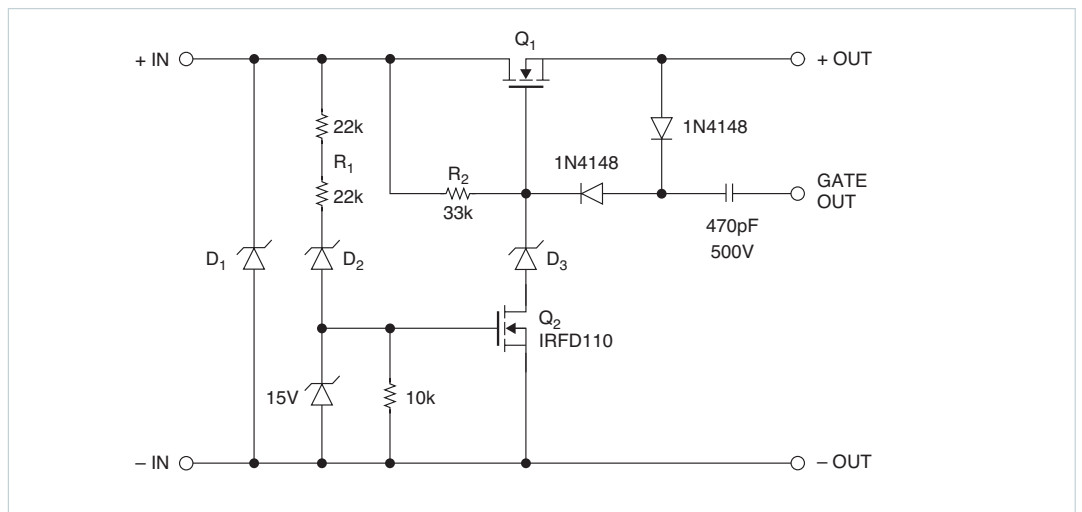 Q1
+ IN
+ OUT
22k
1N4148
R1
1N4148
R2
GATE
OUT
22k
33k
470pF
500V
D1
D2
D3
Q2
IRFD110
15V
10k
– IN
– OUT